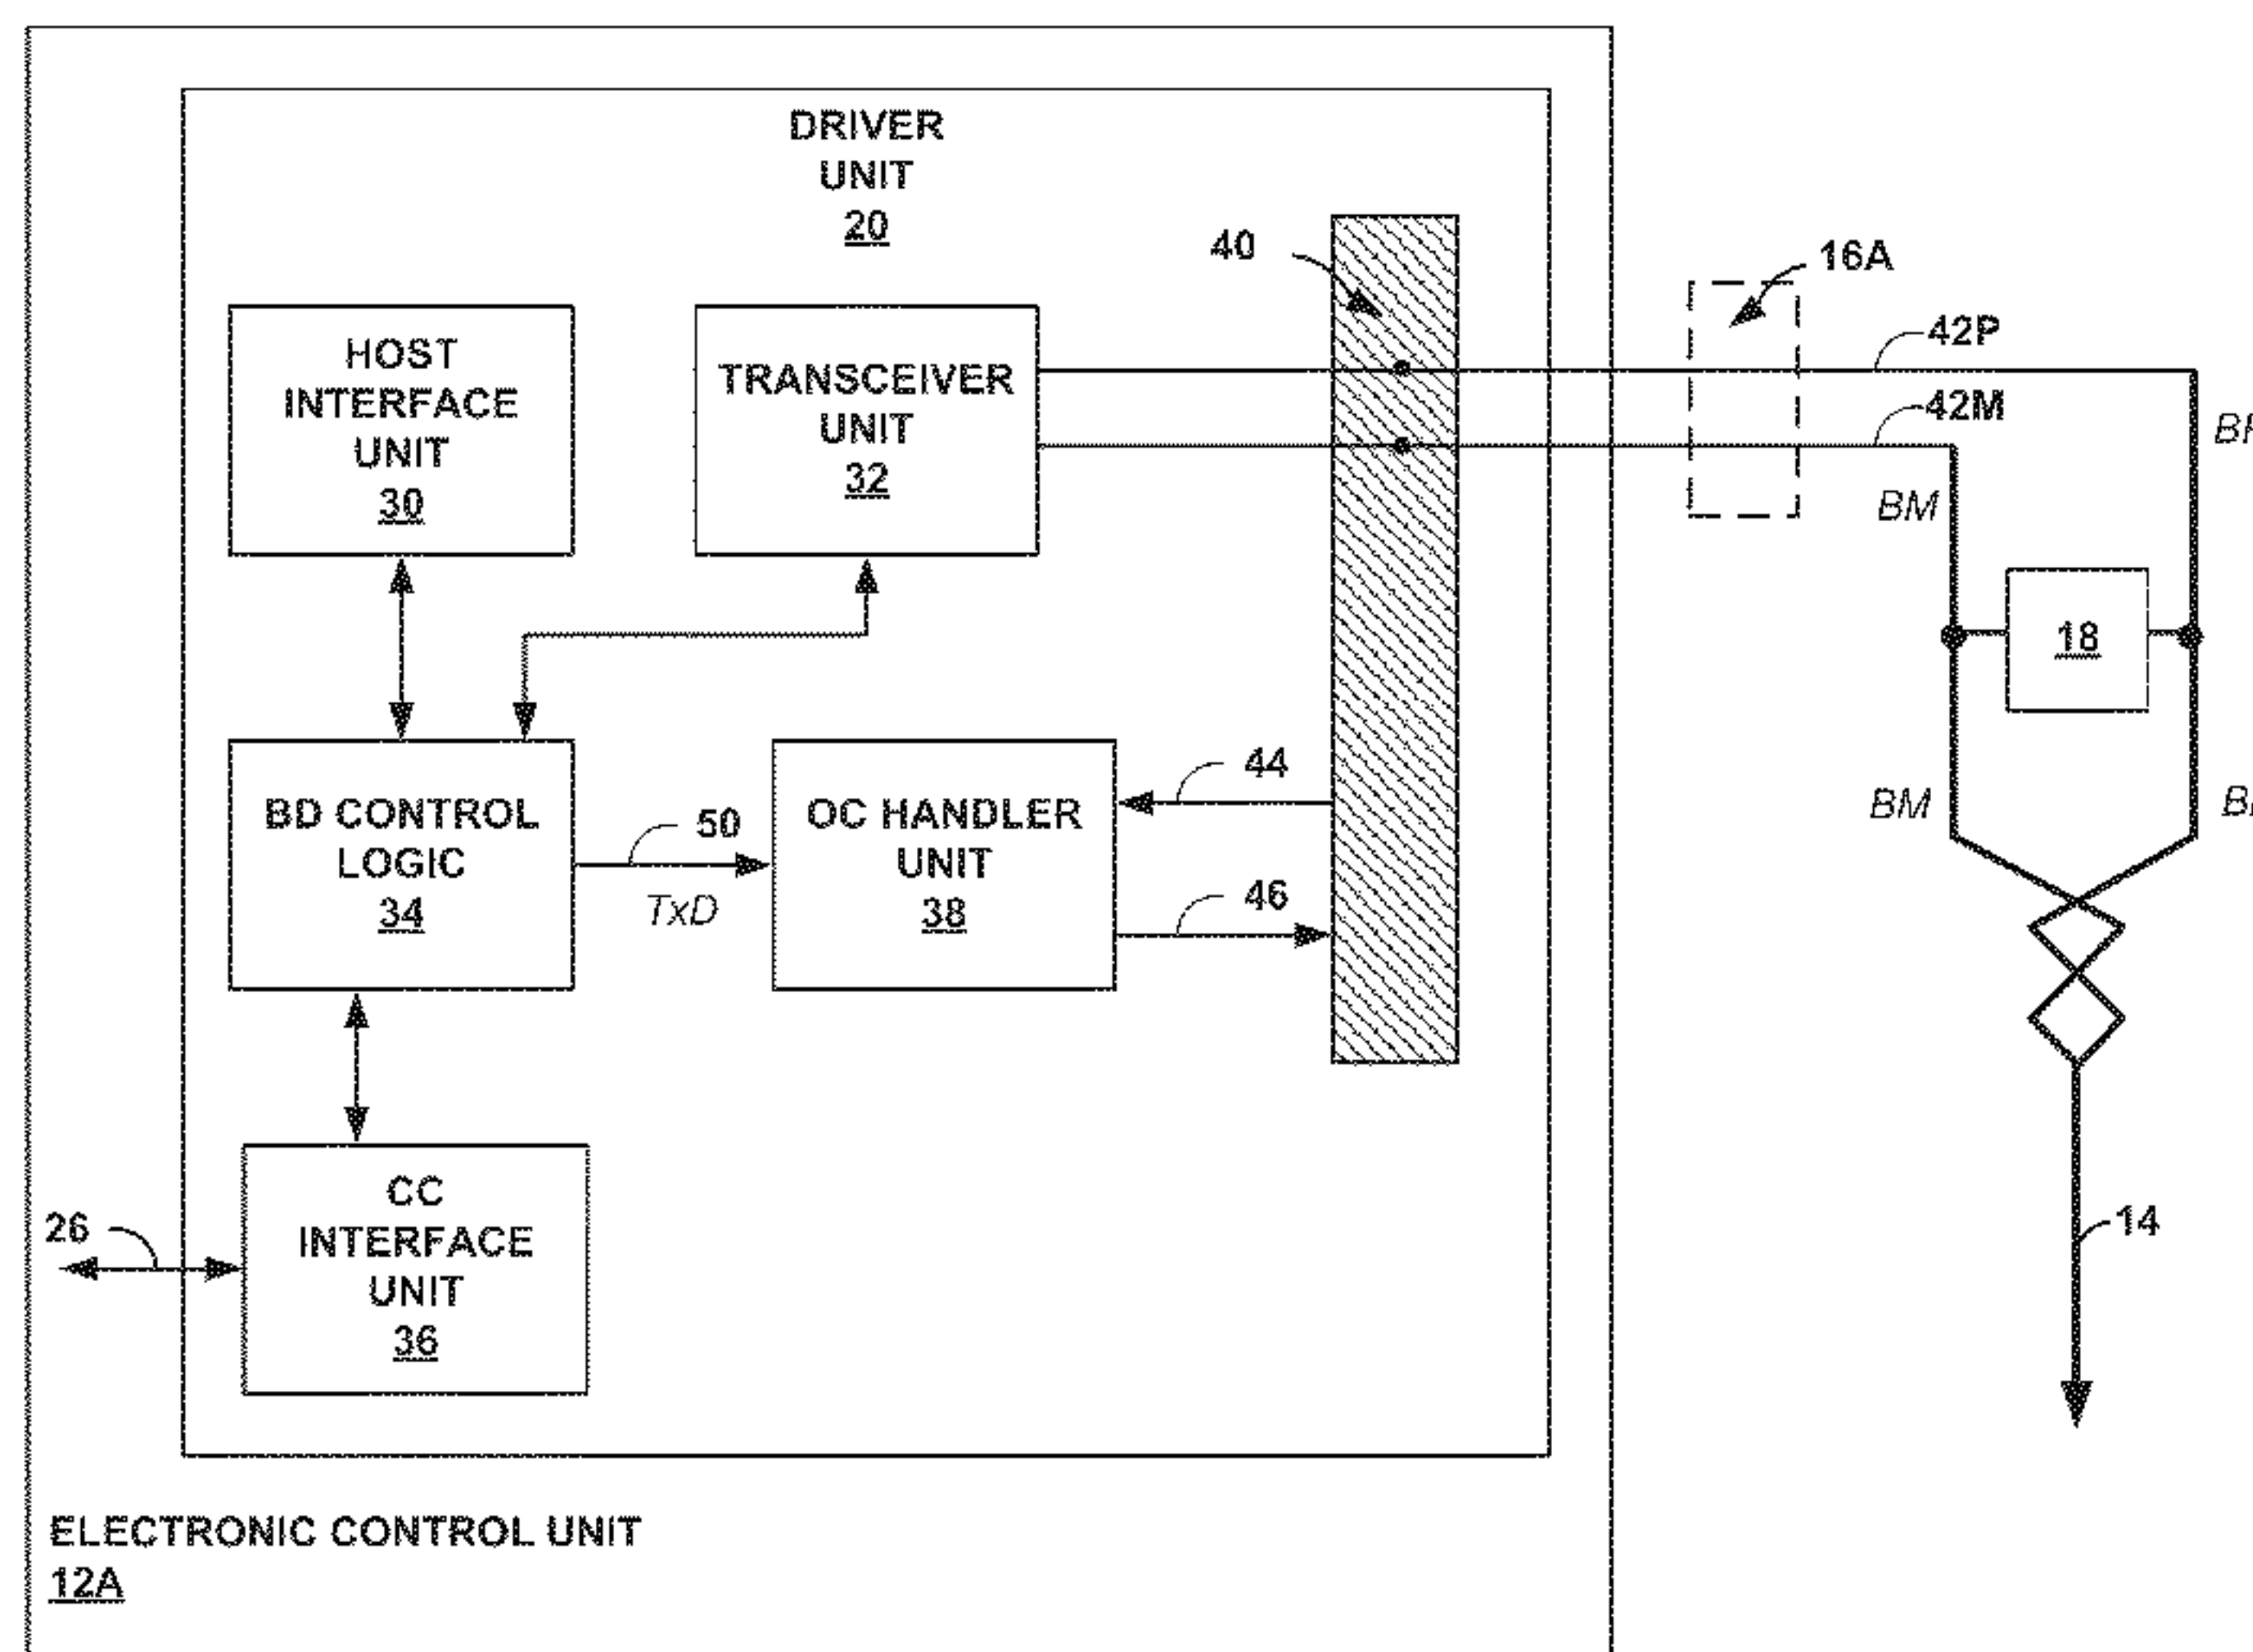 DRIVER
UNIT
20
40
16A
HOST
INTERFACE
UNIT
30
TRANSCEIVER
UNIT
32
42P
42M
BM
18
BD CONTROL
LOGIC
34
50
TxD
OC HANDLER
UNIT
38
44
46
BM
CC
INTERFACE
UNIT
36
26
14
ELECTRONIC CONTROL UNIT
12A